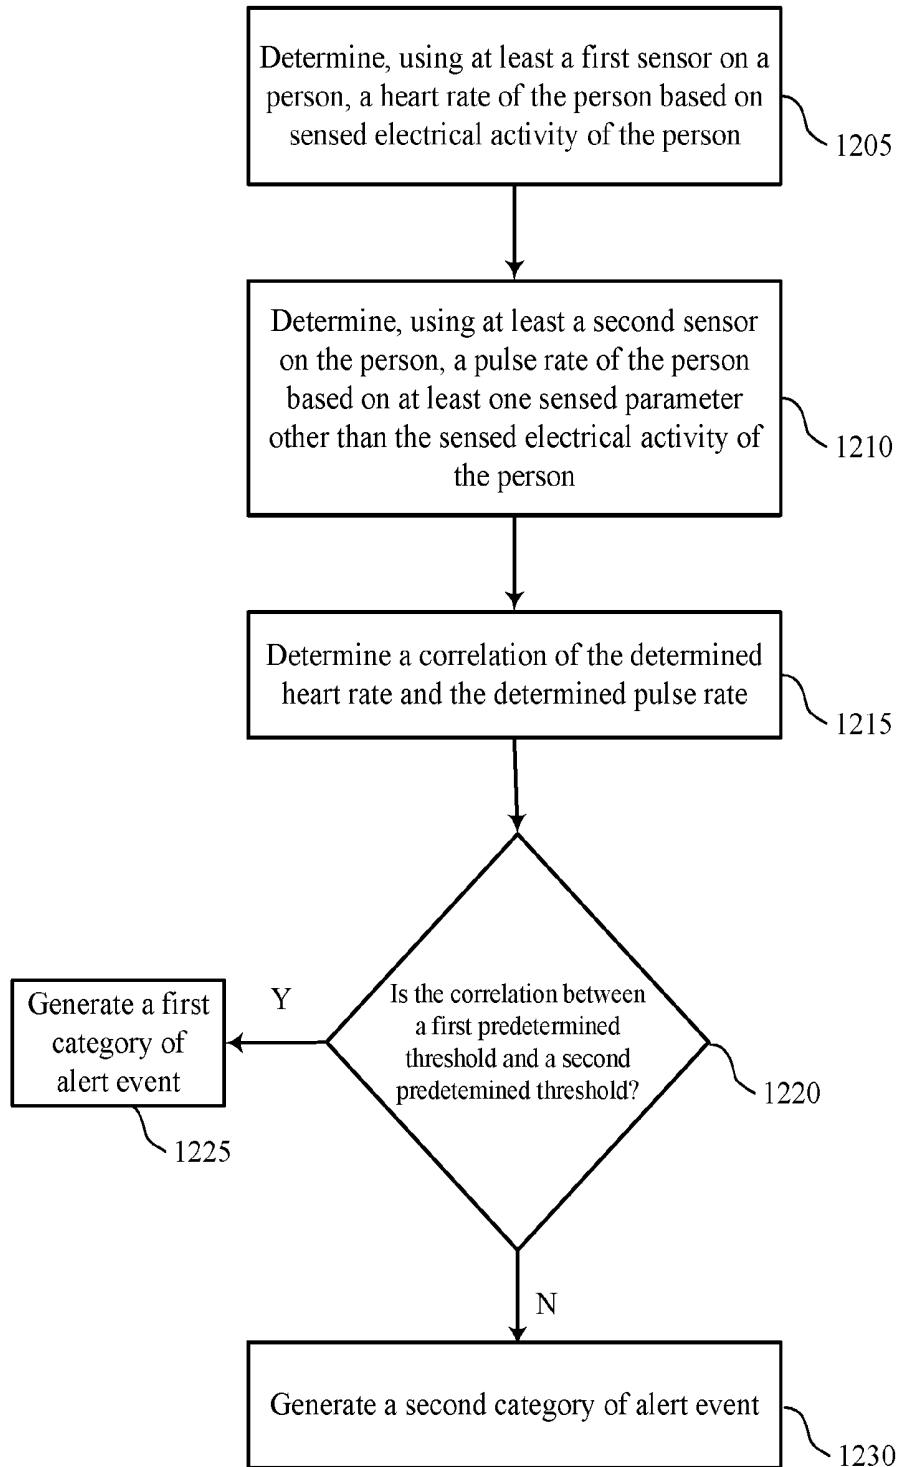 Determine, using at least a first sensor on a
person, a heart rate of the person based on
sensed electrical activity of the person
1205
Determine, using at least a second sensor
on the person, a pulse rate of the person
based on at least one sensed parameter
other than the sensed electrical activity of
the person
1210
Determine a correlation of the determined
heart rate and the determined pulse rate
1215
Is the correlation between
a first predetermined
threshold and a second
predetemined threshold?
1220
Y
Generate a first
category of
alert event
1225
N
Generate a second category of alert event
1230